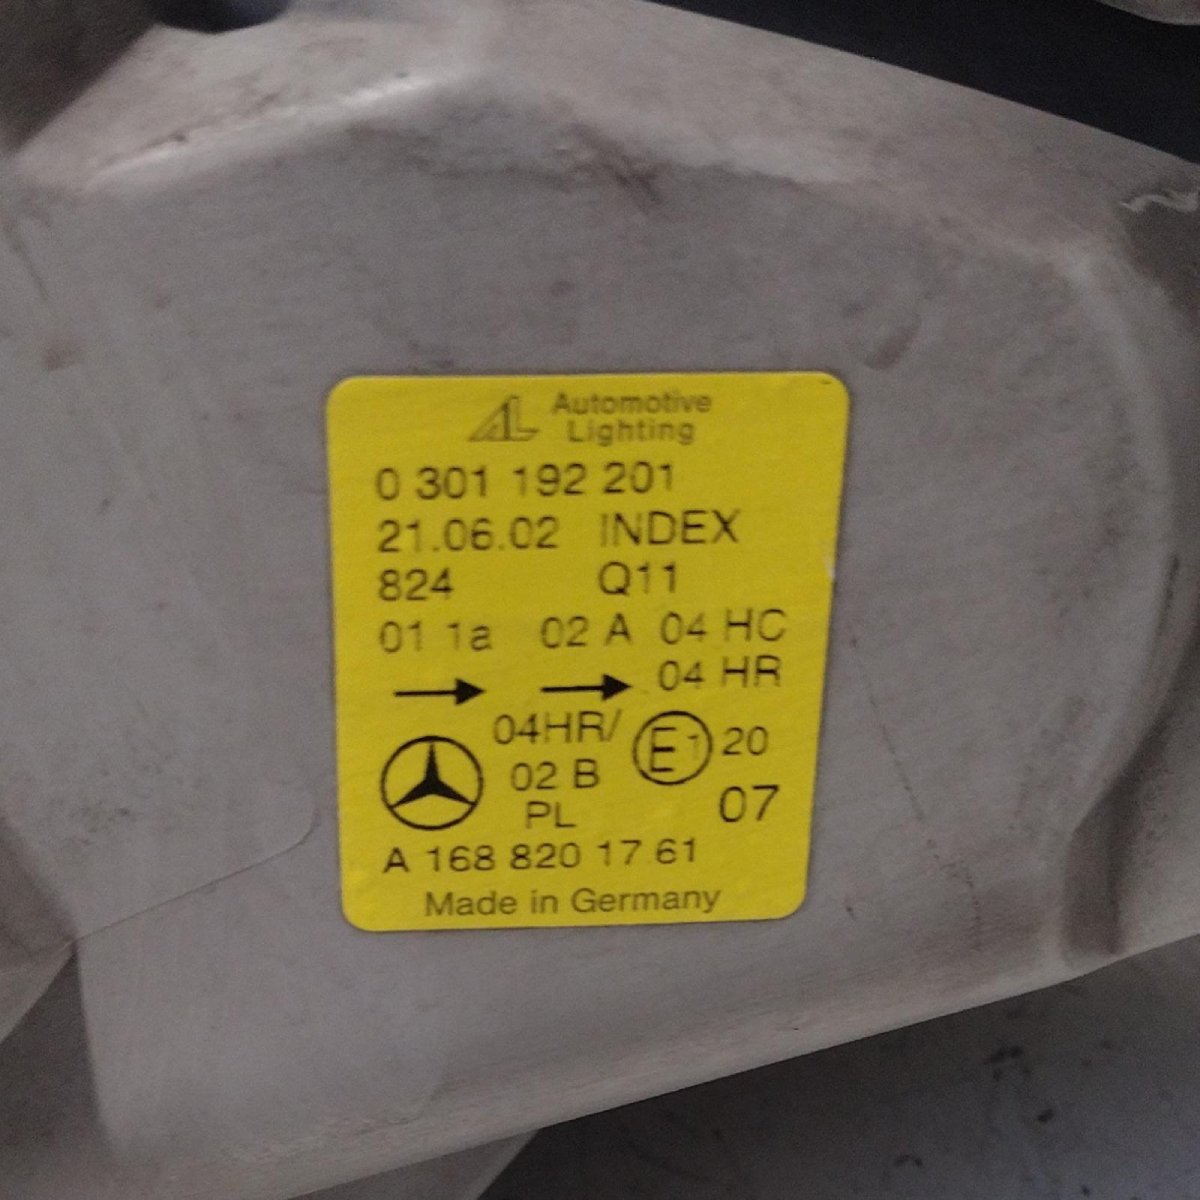 AL Automotive
Lighting
0 301 192 201
21.06.02 INDEX
824 Q11
01 1a 02 A 04 HC
→ → 04 HR
04HR/ E1 20
02 B
PL 07
A 168 820 17 61
Made in Germany